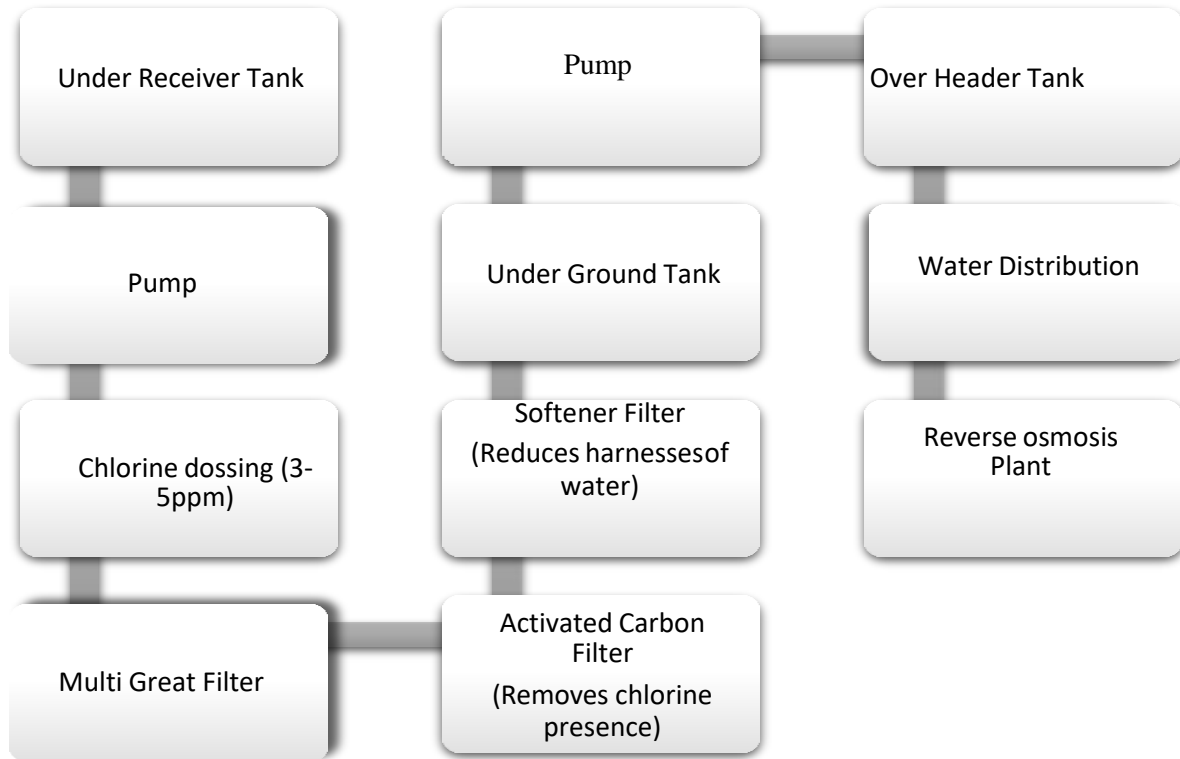 Under Receiver Tank
Pump
Chlorine dossing (3-
5ppm)
Multi Great Filter
Activated Carbon
Filter
(Removes chlorine
presence)
Softener Filter
(Reduces harnessesof
water)
Under Ground Tank
Pump
Over Header Tank
Water Distribution
Reverse osmosis
Plant